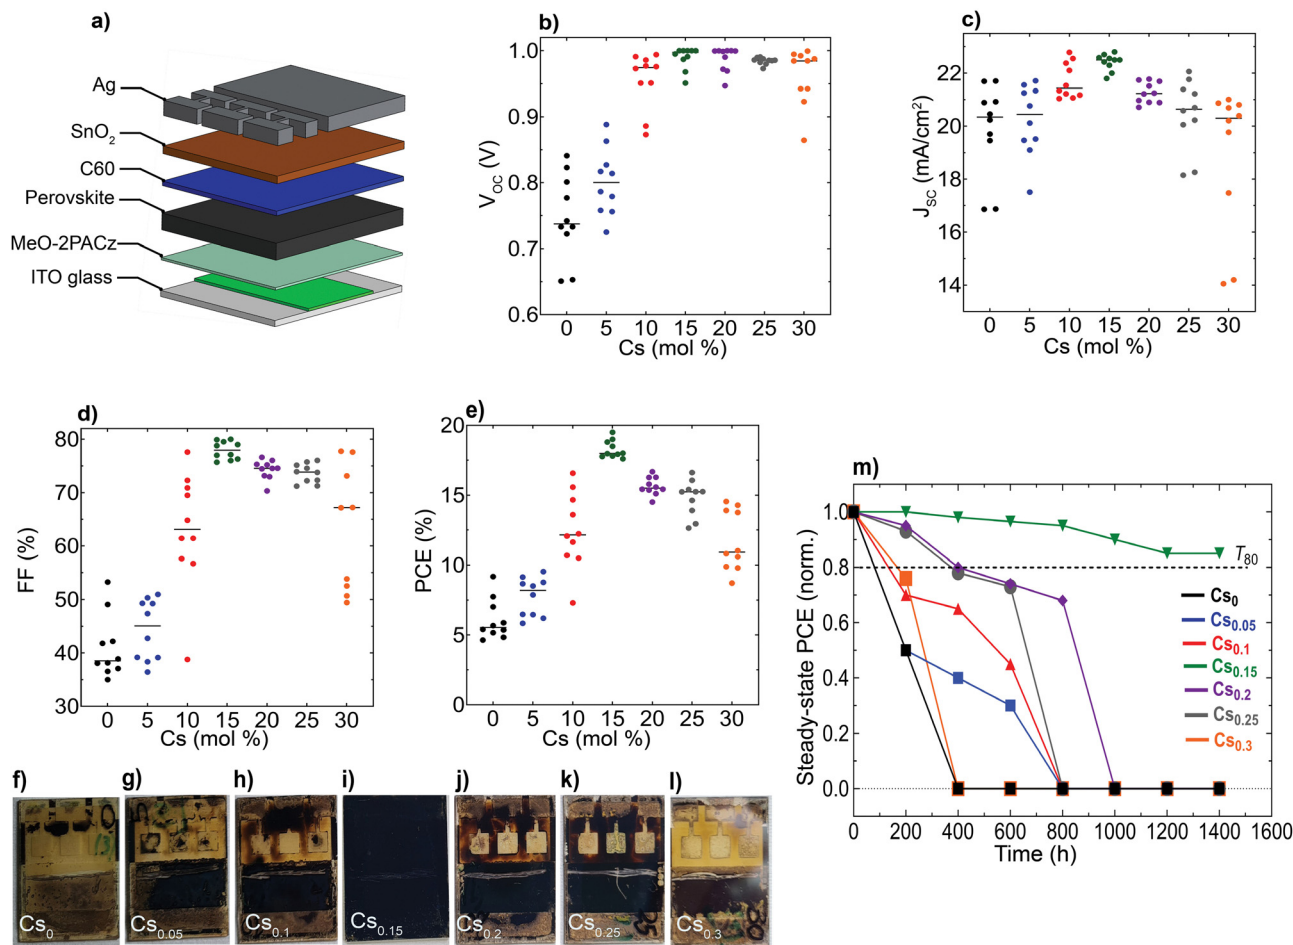 a)
Ag
SnO2
C60
Perovskite
MeO-2PACz
ITO glass
b)
VOC (V)
1.0
0.9
0.8
0.7
0.6
0 5 10 15 20 25 30
Cs (mol %)
c)
JSC (mA/cm2)
22
20
18
16
14
0 5 10 15 20 25 30
Cs (mol %)
d)
FF (%)
80
70
60
50
40
30
0 5 10 15 20 25 30
Cs (mol %)
e)
PCE (%)
20
15
10
5
0
0 5 10 15 20 25 30
Cs (mol %)
f)
Cs0
g)
Cs0.05
h)
Cs0.1
i)
Cs0.15
j)
Cs0.2
k)
Cs0.25
l)
Cs0.3
m)
Steady-state PCE (norm.)
1.0
0.8
0.6
0.4
0.2
0.0
T80
Cs0
Cs0.05
Cs0.1
Cs0.15
Cs0.2
Cs0.25
Cs0.3
0 200 400 600 800 1000 1200 1400 1600
Time (h)